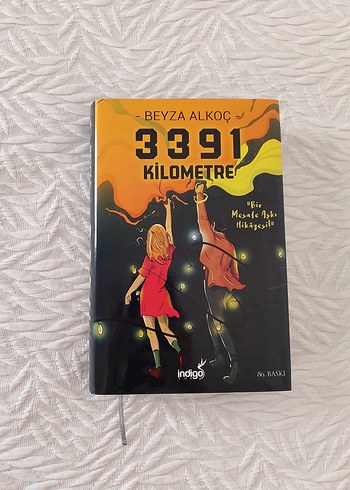 - BEYZA ALKOÇ -
3391
KİLOMETRE
"Bir
Mesafe Aşkı
Hikâyesi!"
indigo
86. BASKI